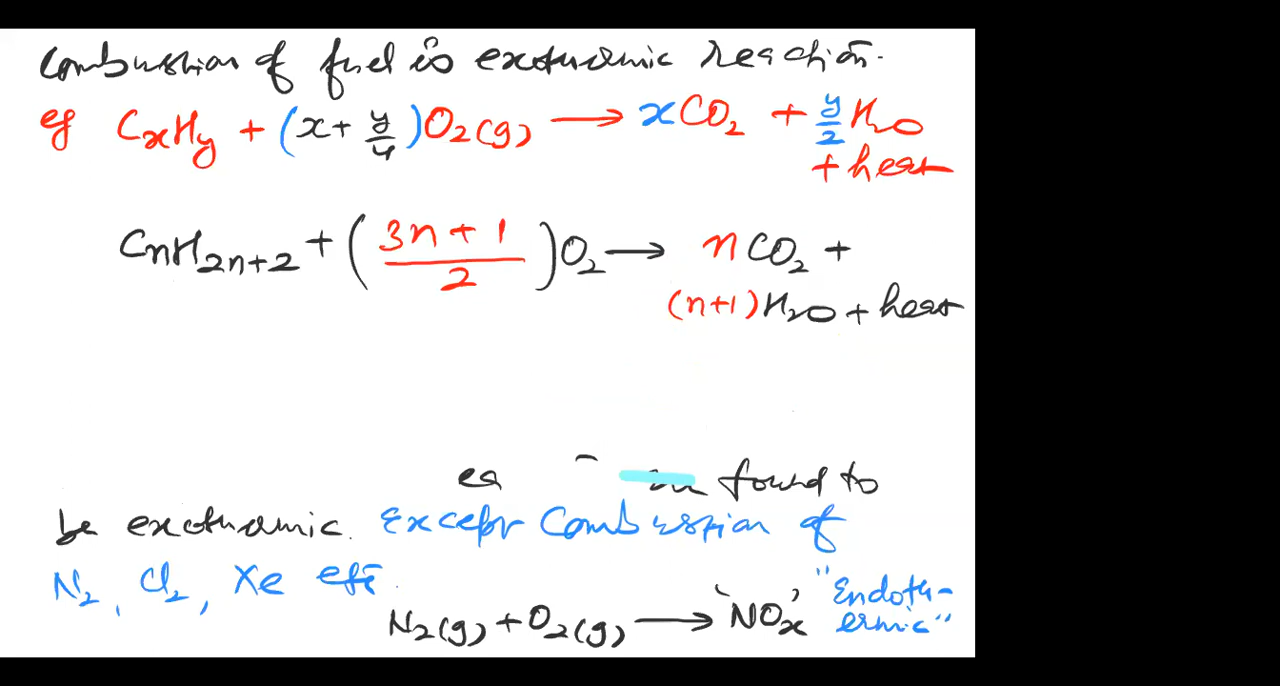 Combustion of fuel is exothermic reaction.
eg CxHy + (x + y/4) O2(g) → xCO2 + y/2 H2O
+ heat
CnH2n+2 + (3n + 1 / 2) O2 → nCO2 +
(n+1) H2O + heat
found to
be exothermic. Except Combustion of
N2, Cl2, Xe etc.
N2(g) + O2(g) → 'NOx' "Endoth-
ermic"